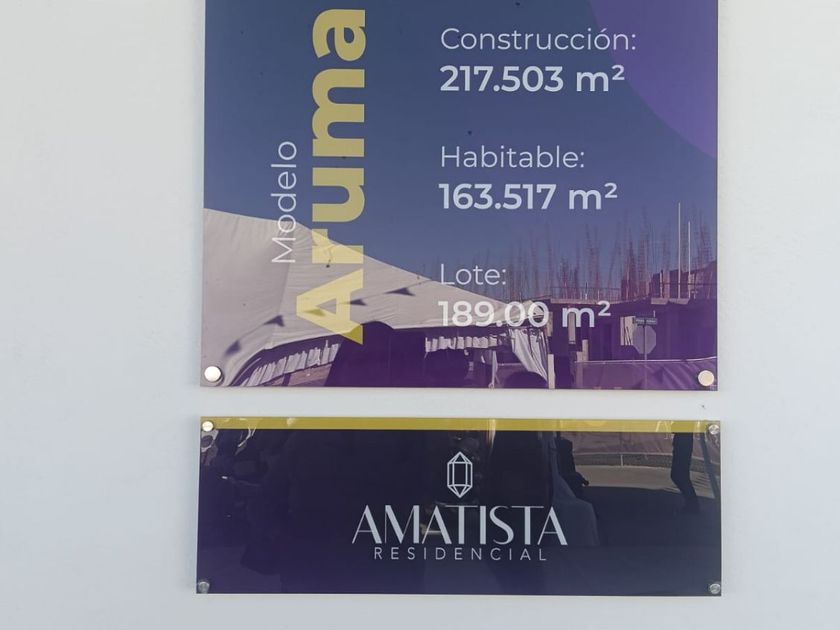 Modelo
Aruma
Construcción:
217.503 m²
Habitable:
163.517 m²
Lote:
189.00 m²
AMATISTA
RESIDENCIAL